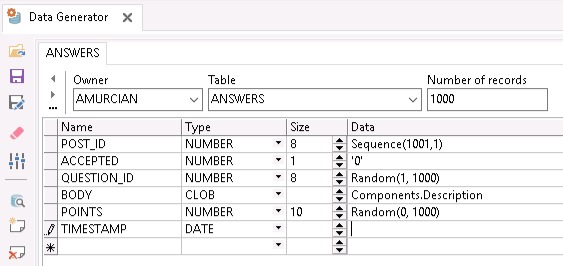 Data Generator
ANSWERS
Owner Table Number of records
AMURCIAN ANSWERS 1000
Name Type Size Data
POST_ID NUMBER 8 Sequence(1001,1)
ACCEPTED NUMBER 1 '0'
QUESTION_ID NUMBER 8 Random(1, 1000)
BODY CLOB Components.Description
POINTS NUMBER 10 Random(0, 1000)
TIMESTAMP DATE